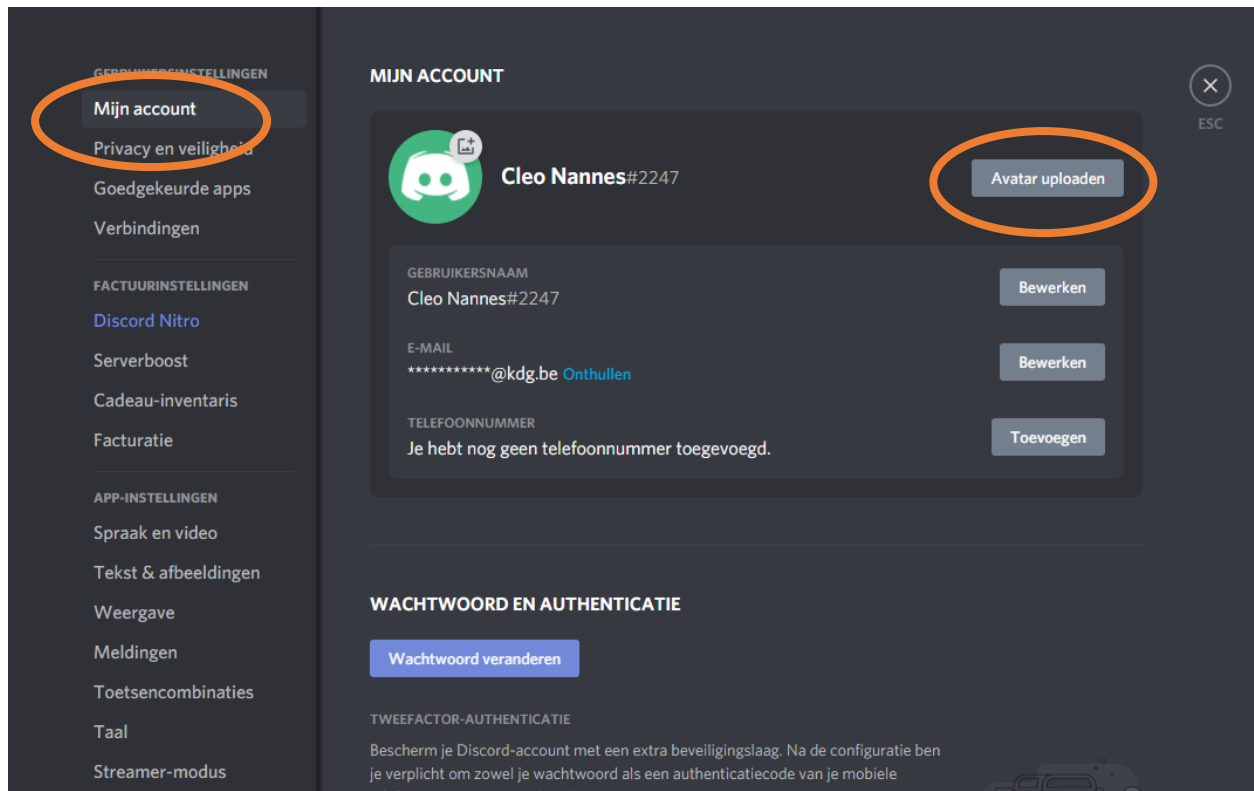 GEBRUIKERSINSTELLINGEN
Mijn account
Privacy en veiligheid
Goedgekeurde apps
Verbindingen
FACTUURINSTELLINGEN
Discord Nitro
Serverboost
Cadeau-inventaris
Facturatie
APP-INSTELLINGEN
Spraak en video
Tekst & afbeeldingen
Weergave
Meldingen
Toetsencombinaties
Taal
Streamer-modus
MIJN ACCOUNT
Cleo Nannes#2247
Avatar uploaden
GEBRUIKERSNAAM
Cleo Nannes#2247
Bewerken
E-MAIL
***********@kdg.be Onthullen
Bewerken
TELEFOONNUMMER
Je hebt nog geen telefoonnummer toegevoegd.
Toevoegen
WACHTWOORD EN AUTHENTICATIE
Wachtwoord veranderen
TWEEFACTOR-AUTHENTICATIE
Bescherm je Discord-account met een extra beveiligingslaag. Na de configuratie ben
je verplicht om zowel je wachtwoord als een authenticatiecode van je mobiele
ESC